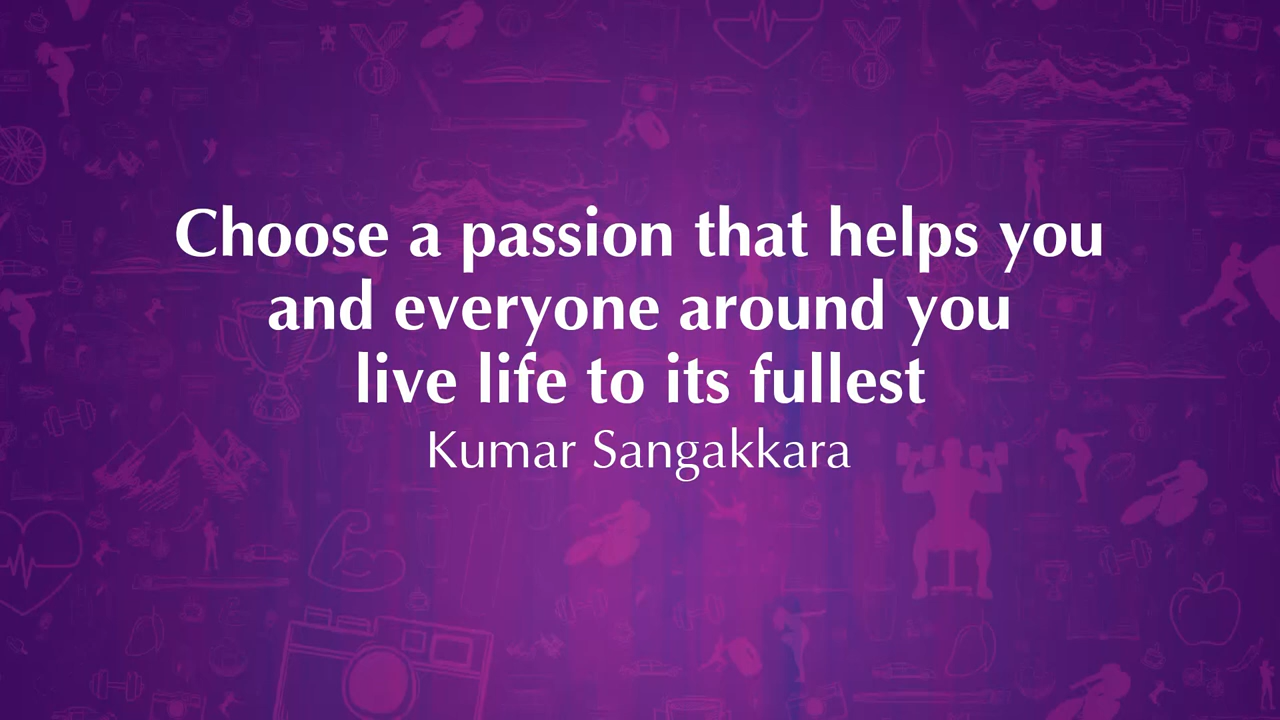 Choose a passion that helps you
and everyone around you
live life to its fullest
Kumar Sangakkara